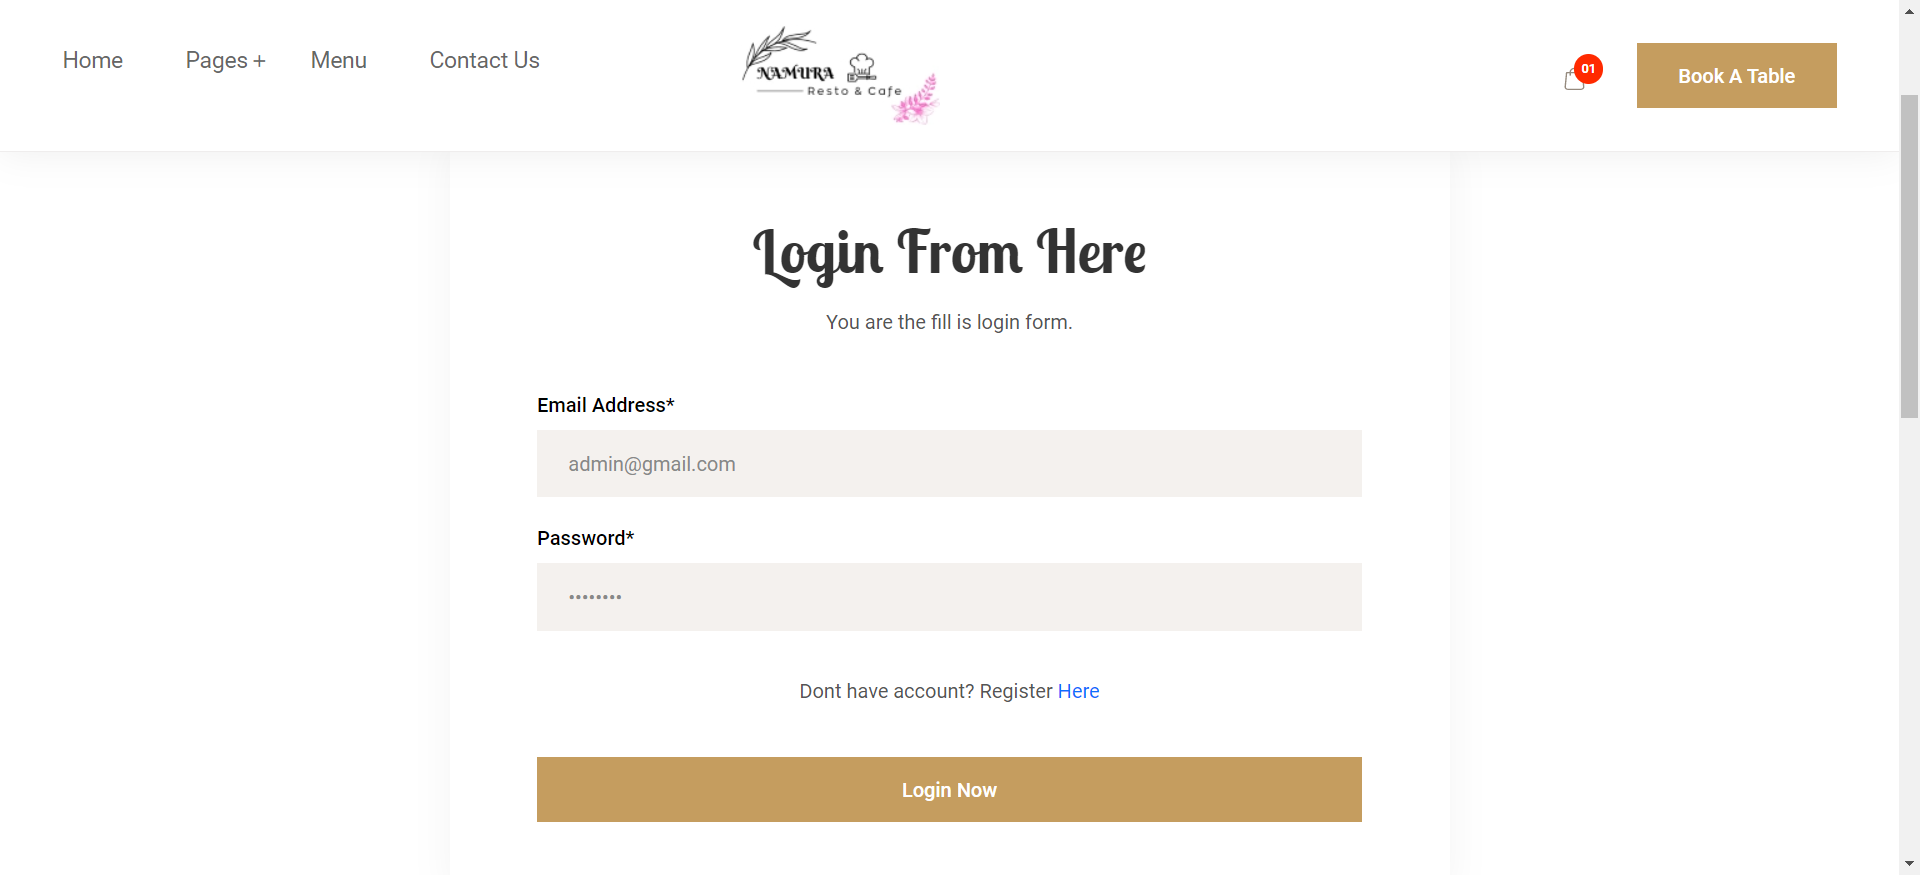 Home
Pages +
Menu
Contact Us
NAMURA
Resto & Cafe
01
Book A Table
Login From Here
You are the fill is login form.
Email Address*
admin@gmail.com
Password*
••••••••
Dont have account? Register Here
Login Now